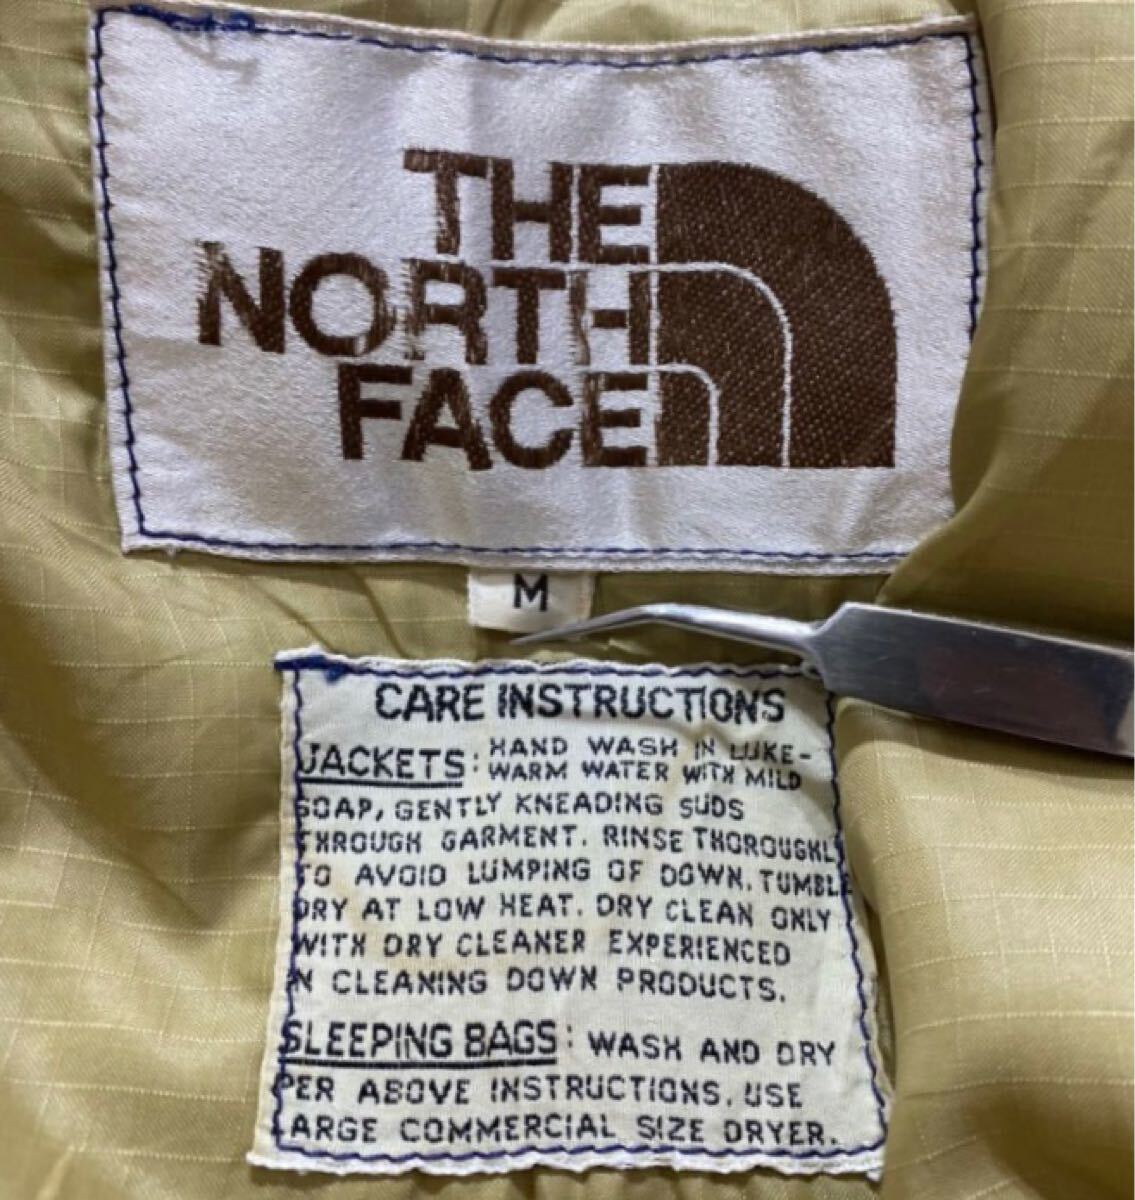 THE
NORTH
FACE
M
CARE INSTRUCTIONS
JACKETS: HAND WASH IN LUKE-
WARM WATER WITH MILD
SOAP, GENTLY KNEADING SUDS
THROUGH GARMENT. RINSE THOROUGHLY
TO AVOID LUMPING OF DOWN. TUMBLE
DRY AT LOW HEAT. DRY CLEAN ONLY
WITH DRY CLEANER EXPERIENCED
IN CLEANING DOWN PRODUCTS.
SLEEPING BAGS: WASH AND DRY
PER ABOVE INSTRUCTIONS. USE
LARGE COMMERCIAL SIZE DRYER.